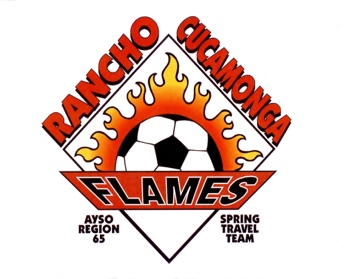 RANCHO
CUCAMONGA
FLAMES
AYSO
REGION
65
SPRING
TRAVEL
TEAM